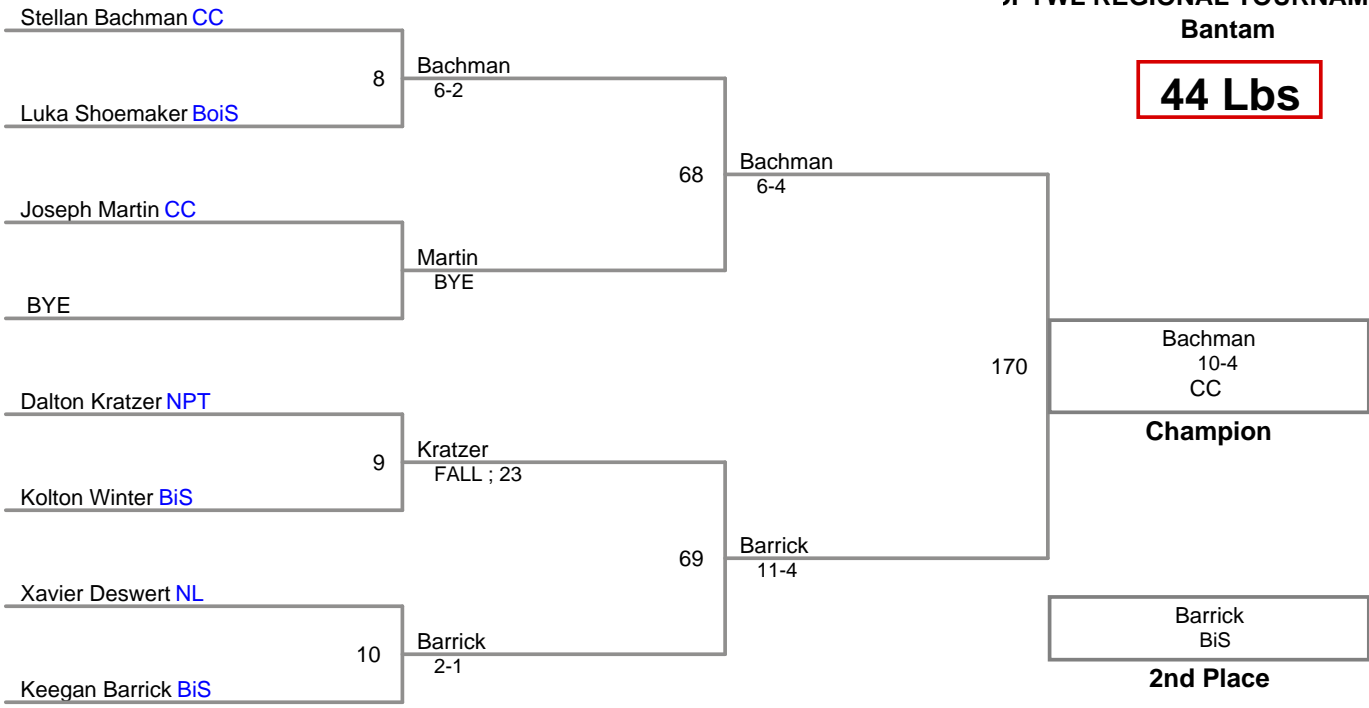 TWL REGIONAL
Bantam
44 Lbs
Stellan Bachman CC
8
Bachman
6-2
Luka Shoemaker BoiS
68
Bachman
6-4
Joseph Martin CC
Martin
BYE
BYE
170
Bachman
10-4
CC
Champion
Dalton Kratzer NPT
9
Kratzer
FALL ; 23
Kolton Winter BiS
69
Barrick
11-4
Xavier Deswert NL
10
Barrick
2-1
Keegan Barrick BiS
Barrick
BiS
2nd Place